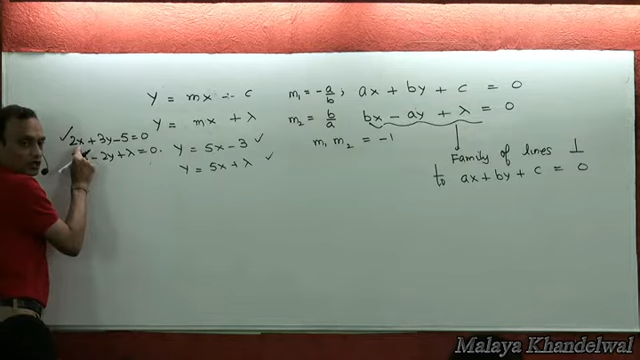 y = mx + c
y = mx + λ
✓ 2x + 3y - 5 = 0
- 2y + λ = 0.
y = 5x - 3 ✓
y = 5x + λ ✓
m₁ = -a/b ; ax + by + c = 0
m₂ = b/a bx - ay + λ = 0
m₁ m₂ = -1
Family of lines ⊥
to ax + by + c = 0
Malaya Khandelwal